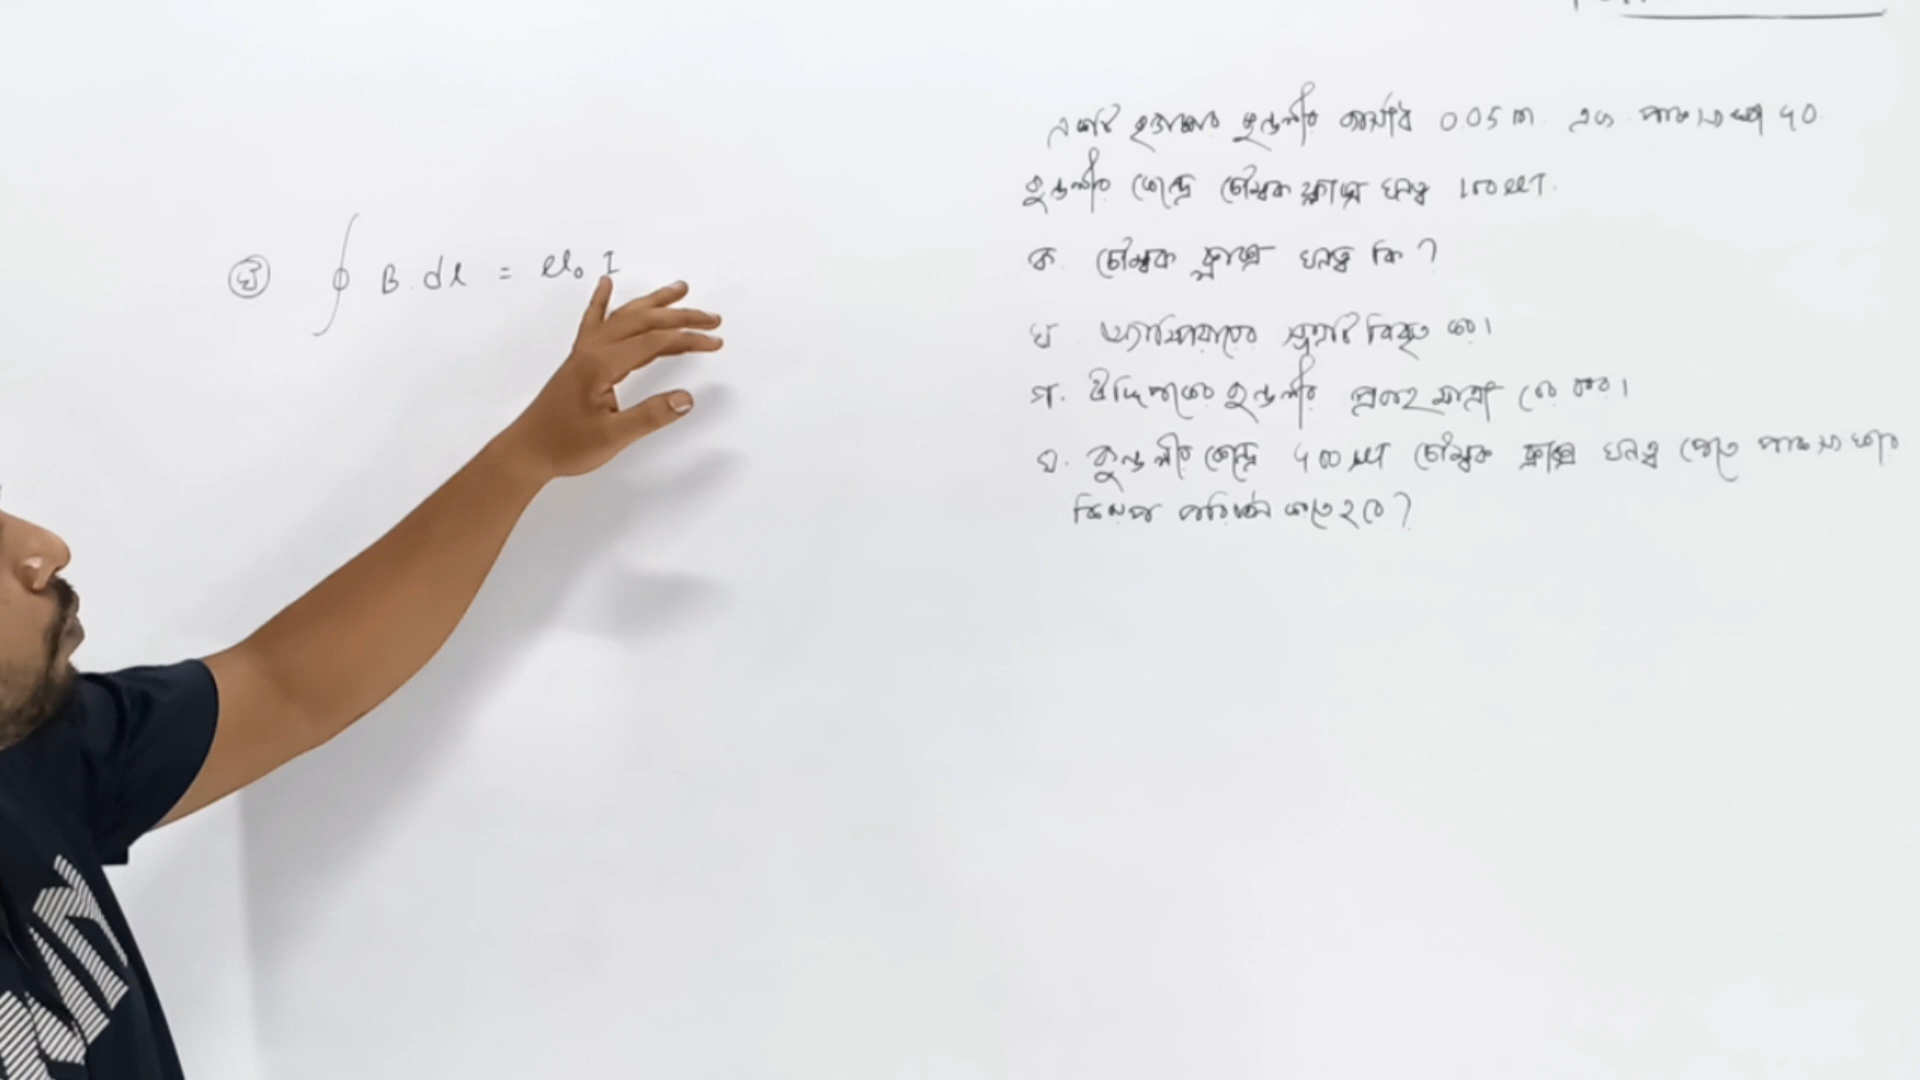 খ ∮ B. dl = μ₀ I
একটি বৃত্তাকার কুণ্ডলীর ব্যাসার্ধ 0.05 m এবং পাকসংখ্যা 40
কুণ্ডলীর কেন্দ্রে চৌম্বক ফ্লাক্স ঘনত্ব 100 μT.
ক. চৌম্বক ফ্লাক্স ঘনত্ব কি ?
খ. অ্যাম্পিয়ারের সূত্রটি বিবৃত কর।
গ. উদ্দীপকের কুণ্ডলীর প্রবাহ মাত্রা বের কর।
ঘ. কুণ্ডলীর কেন্দ্রে 400 μT চৌম্বক ফ্লাক্স ঘনত্ব পেতে পাকসংখ্যার
কিরূপ পরিবর্তন করতে হবে ?